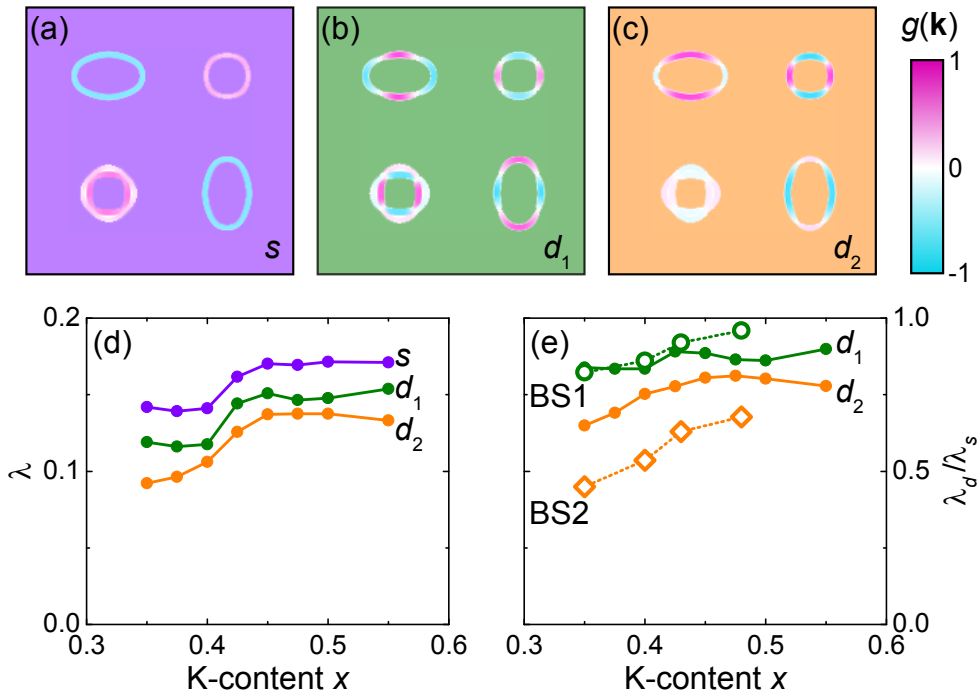 (a)
(b)
(c)
g(k)
1
0
-1
s
d₁
d₂
(d)
(e)
0.2
0.1
0.0
λ
s
d₁
d₂
0.3
0.4
0.5
0.6
K-content x
BS1
BS2
d₁
d₂
1.0
0.5
0.0
λd/λs
0.3
0.4
0.5
0.6
K-content x